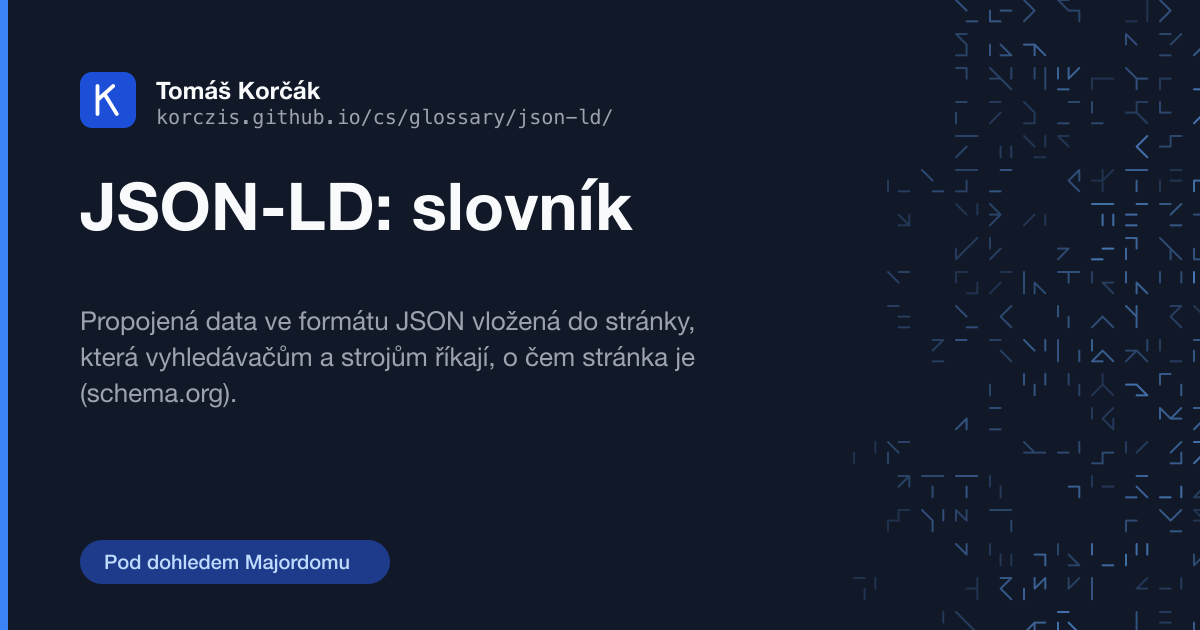 K
Tomáš Korčák
korczis.github.io/cs/glossary/json-ld/
JSON-LD: slovník
Propojená data ve formátu JSON vložená do stránky,
která vyhledávačům a strojům říkají, o čem stránka je
(schema.org).
Pod dohledem Majordomu